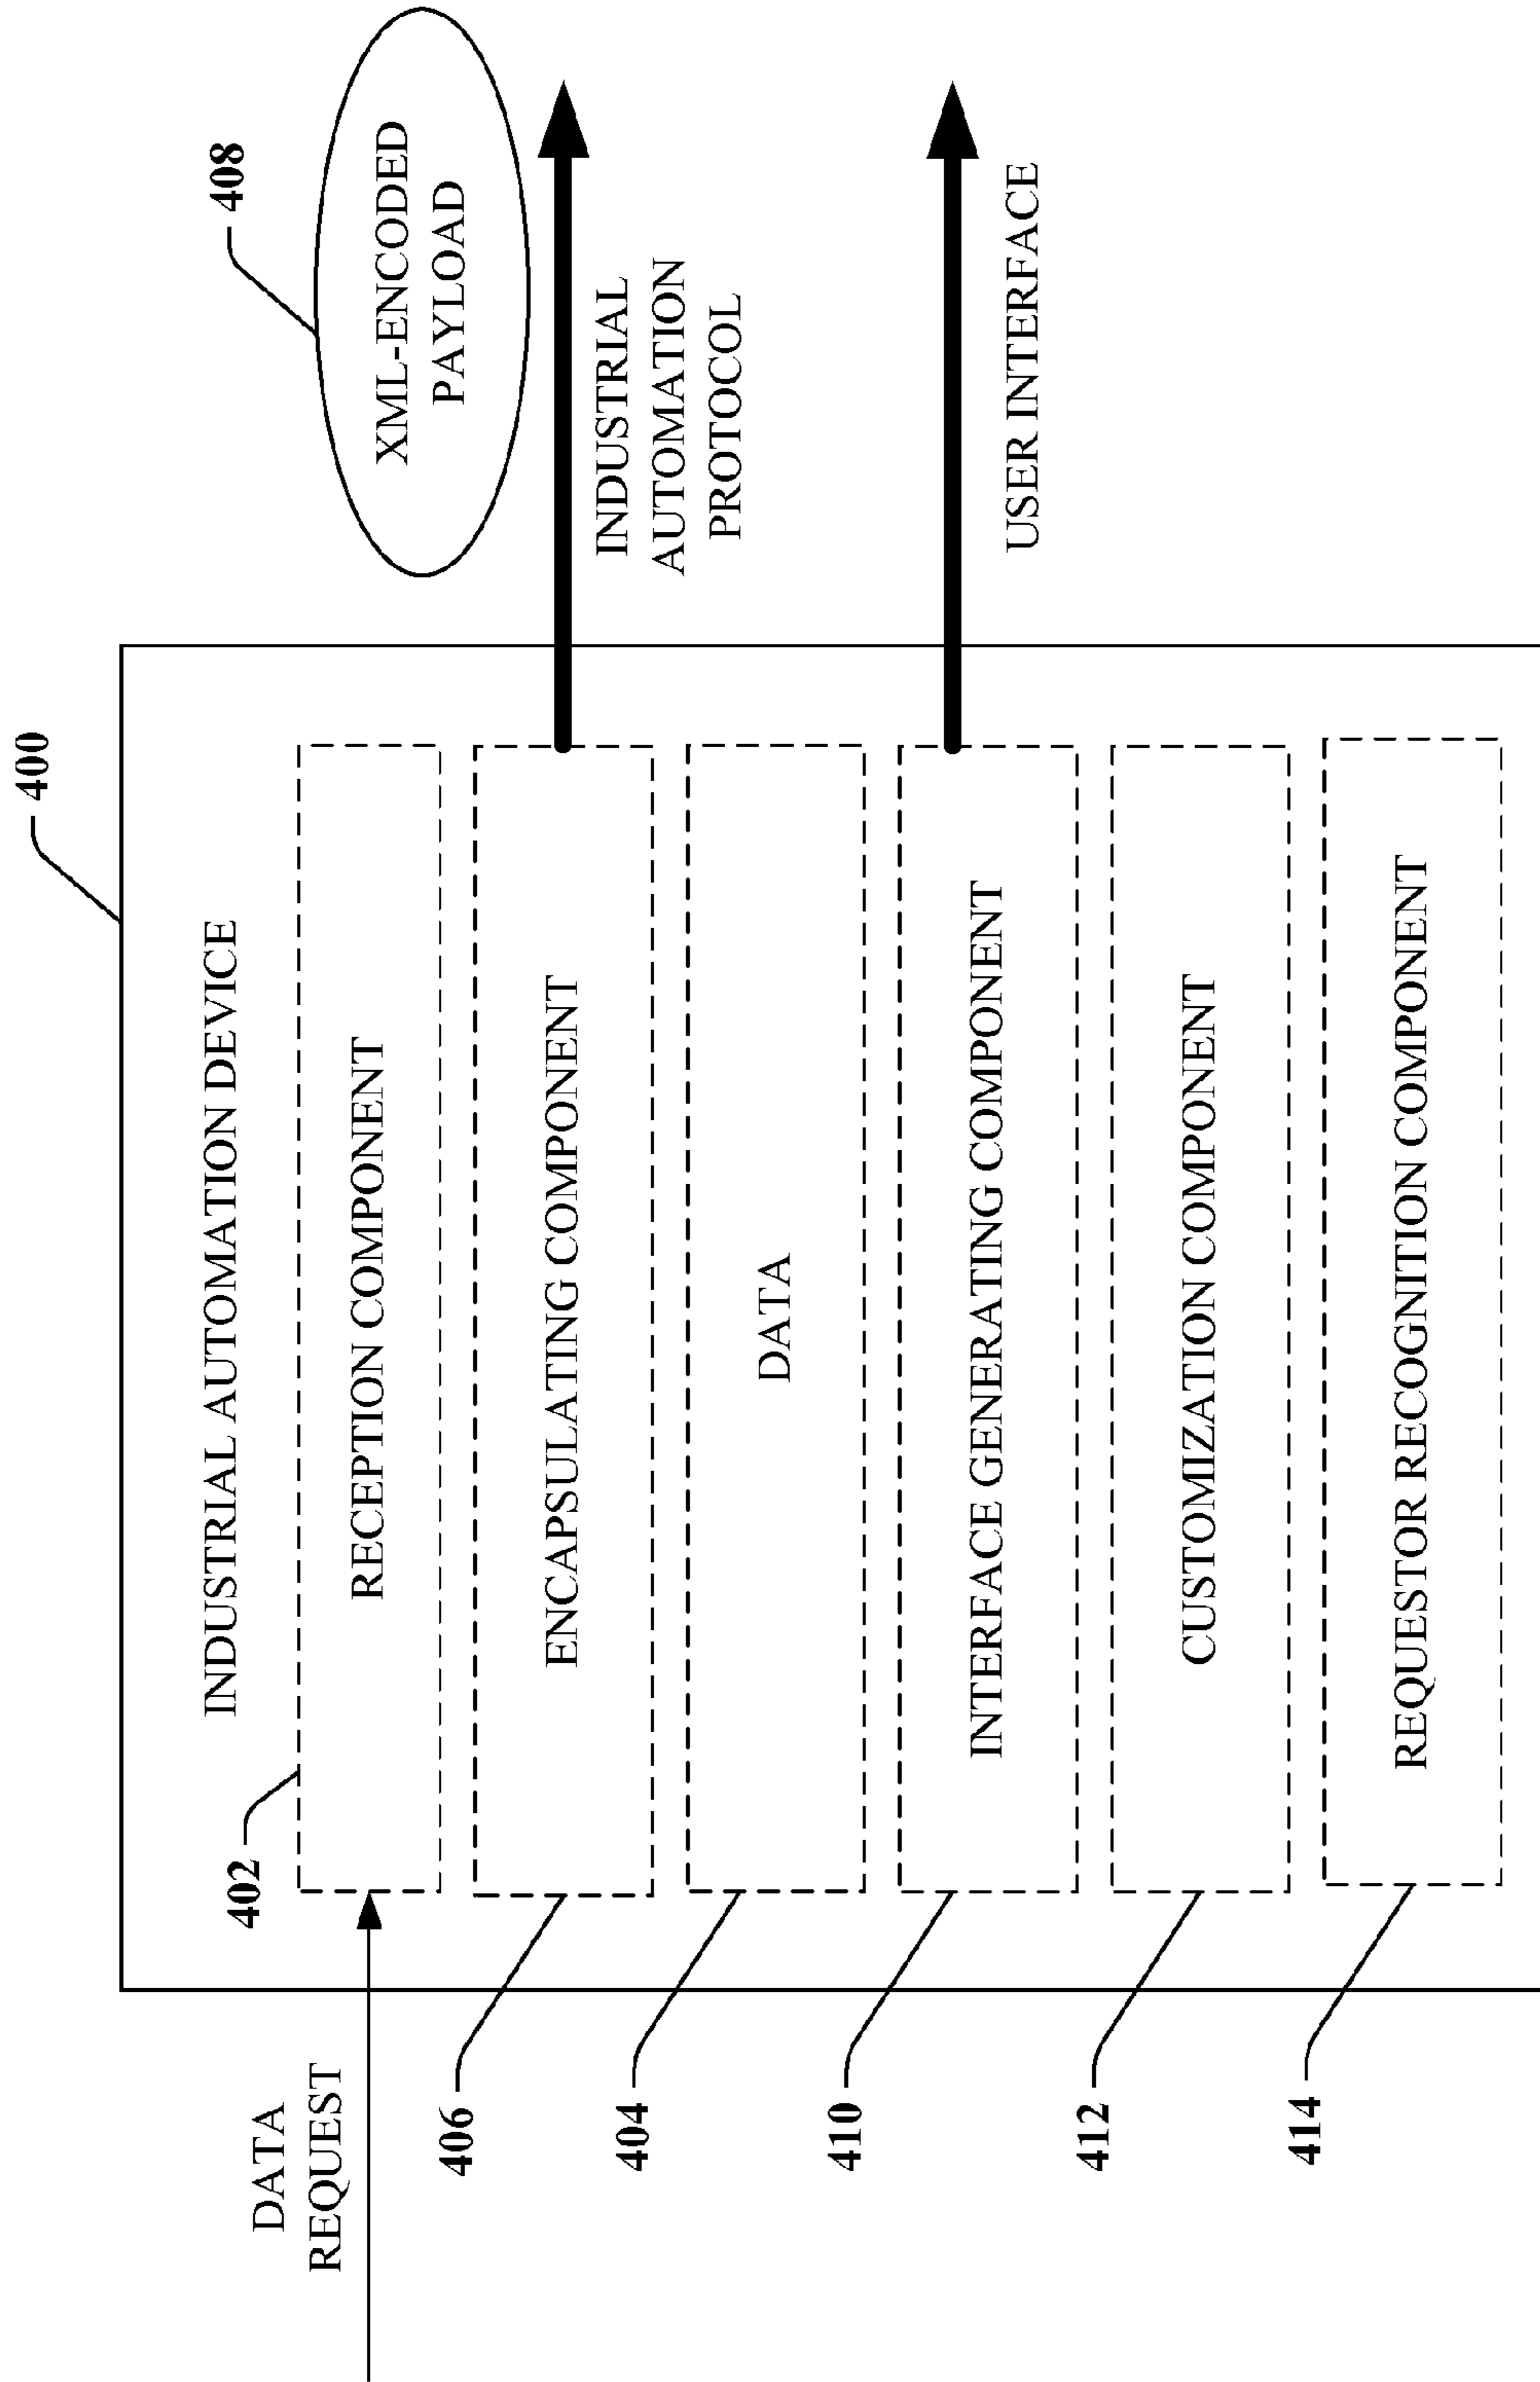 400
INDUSTRIAL AUTOMATION DEVICE
408
XML-ENCODED
PAYLOAD
402
DATA
REQUEST
RECEPTION COMPONENT
406
ENCAPSULATING COMPONENT
INDUSTRIAL
AUTOMATION
PROTOCOL
404
DATA
410
INTERFACE GENERATING COMPONENT
USER INTERFACE
412
CUSTOMIZATION COMPONENT
414
REQUESTOR RECOGNITION COMPONENT